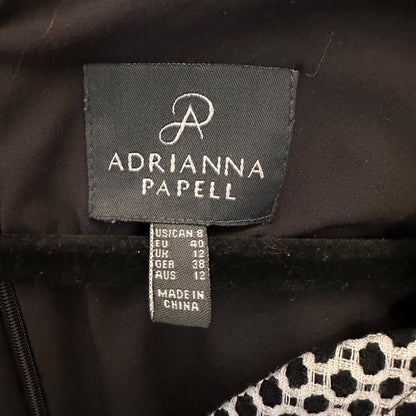 ADRIANNA
PAPELL
US/CAN 8
EU 40
UK 12
GER 38
AUS 12
MADE IN
CHINA